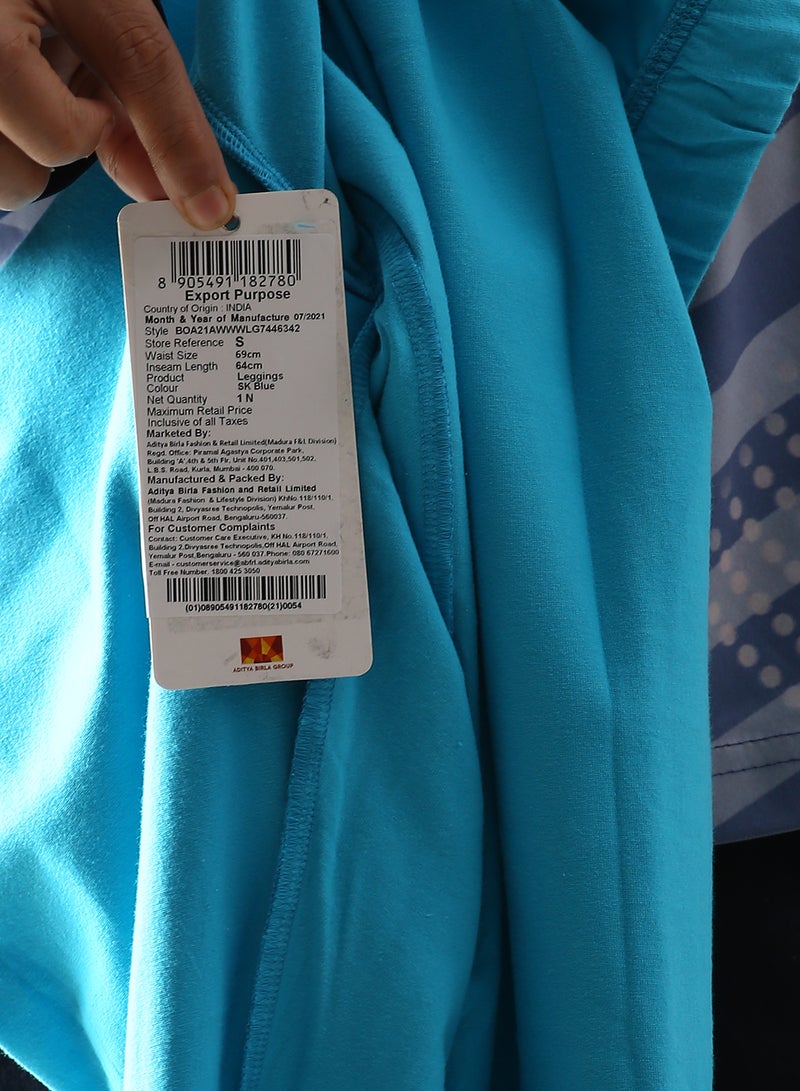 8 905491 182780
Export Purpose
Country of Origin : INDIA
Month & Year of Manufacture 07/2021
Style BOA21AWWWLG7446342
Store Reference S
Waist Size 69cm
Inseam Length 64cm
Product Leggings
Colour SK Blue
Net Quantity 1 N
Maximum Retail Price
Inclusive of all Taxes
Marketed By:
Aditya Birla Fashion & Retail Limited(Madura F&L Division)
Regd. Office: Piramal Agastya Corporate Park,
Building 'A',4th & 5th Flr, Unit No.401,403,501,502,
L.B.S. Road, Kurla, Mumbai - 400 070.
Manufactured & Packed By:
Aditya Birla Fashion and Retail Limited
(Madura Fashion & Lifestyle Division) KhNo.118/110/1,
Building 2, Divyasree Technopolis, Yemalur Post,
Off HAL Airport Road, Bengaluru-560037.
For Customer Complaints
Contact: Customer Care Executive, KH No.118/110/1,
Building 2,Divyasree Technopolis,Off HAL Airport Road,
Yemalur Post,Bengaluru - 560 037.Phone: 080 67271600
E-mail - customerservice@abfrl.adityabirla.com
Toll Free Number. 1800 425 3050
(01)08905491182780(21)0054
ADITYA BIRLA GROUP